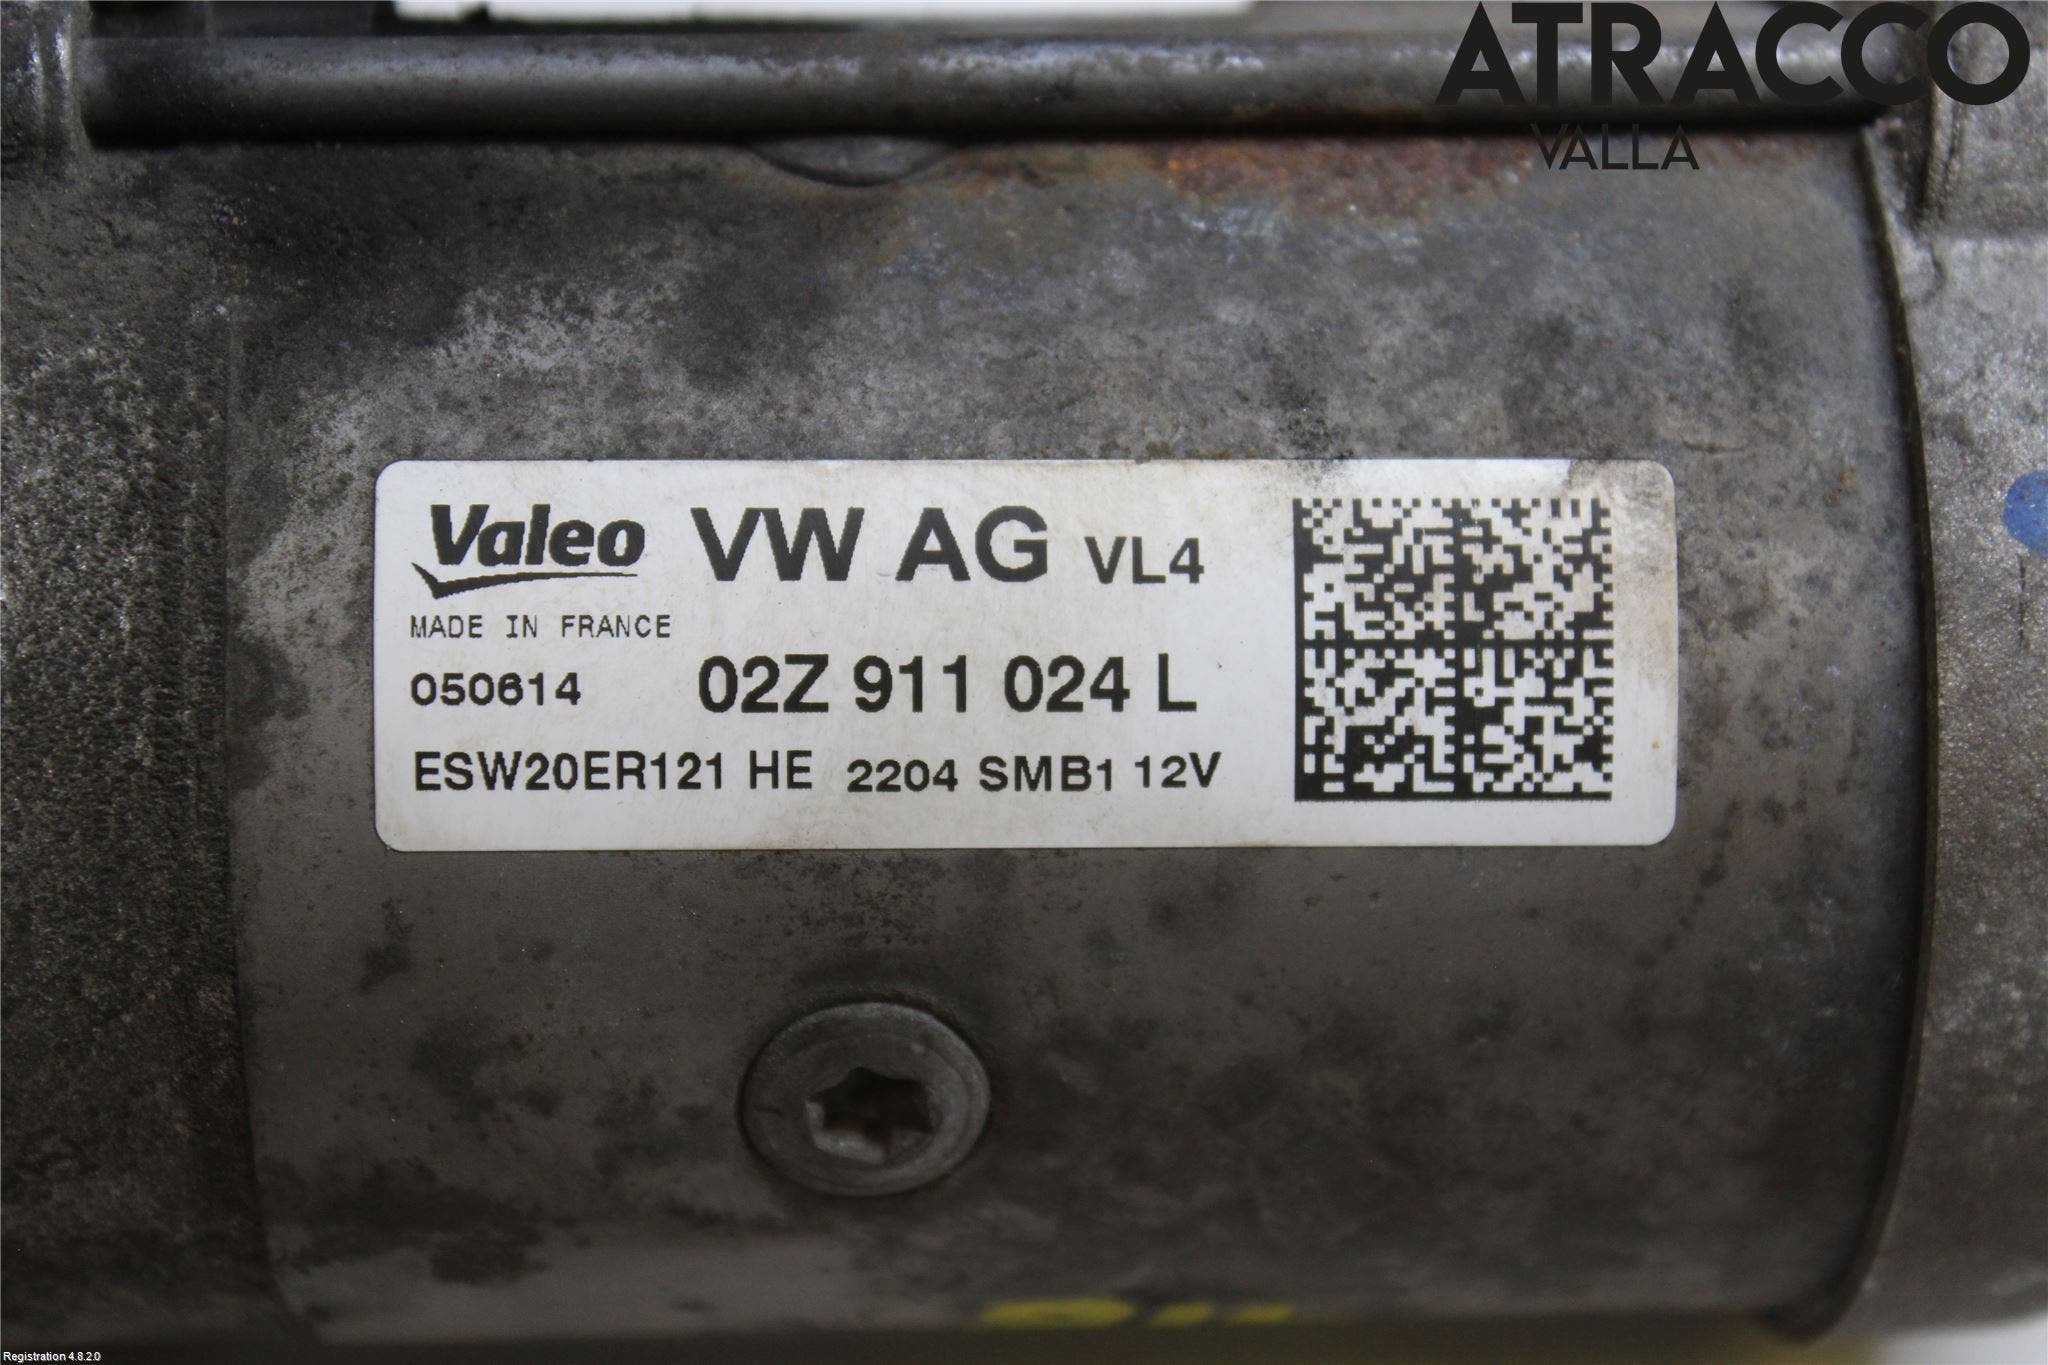 ATRACCO
VALLA
Valeo VW AG VL4
MADE IN FRANCE
050614 02Z 911 024 L
ESW20ER121 HE 2204 SMB1 12V
Registration 4.8.2.0